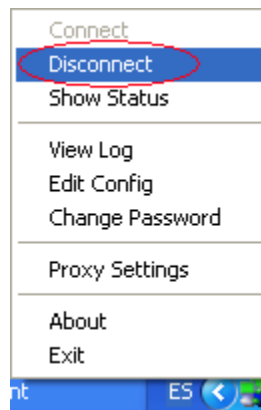 Connect
Disconnect
Show Status
View Log
Edit Config
Change Password
Proxy Settings
About
Exit
nt
ES